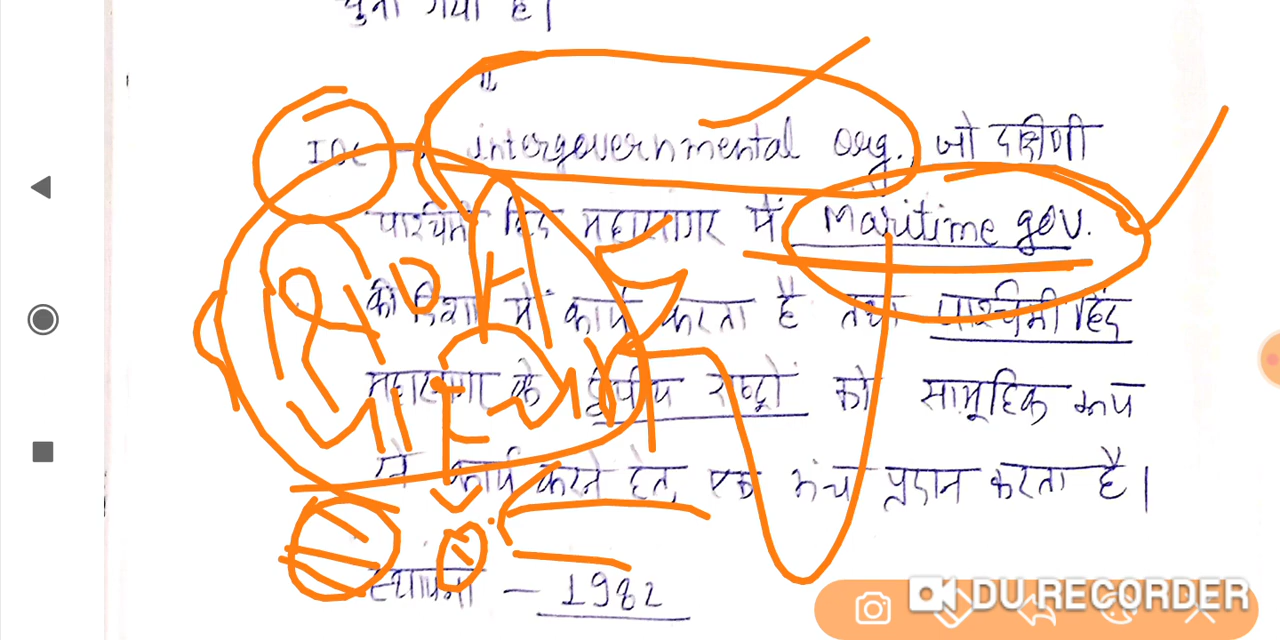 चुना गया है।
"
IOC → intergovernmental Org. जो दक्षिणी
पश्चिमी हिंद महासागर में Maritime gov.
की दिशा में कार्य करता है तथा पश्चिमी हिंद
महासागर के द्वीपीय राष्ट्रों को सामूहिक रूप
से कार्य करने हेतु एक मंच प्रदान करता है।
स्थापना - 1982
DU RECORDER